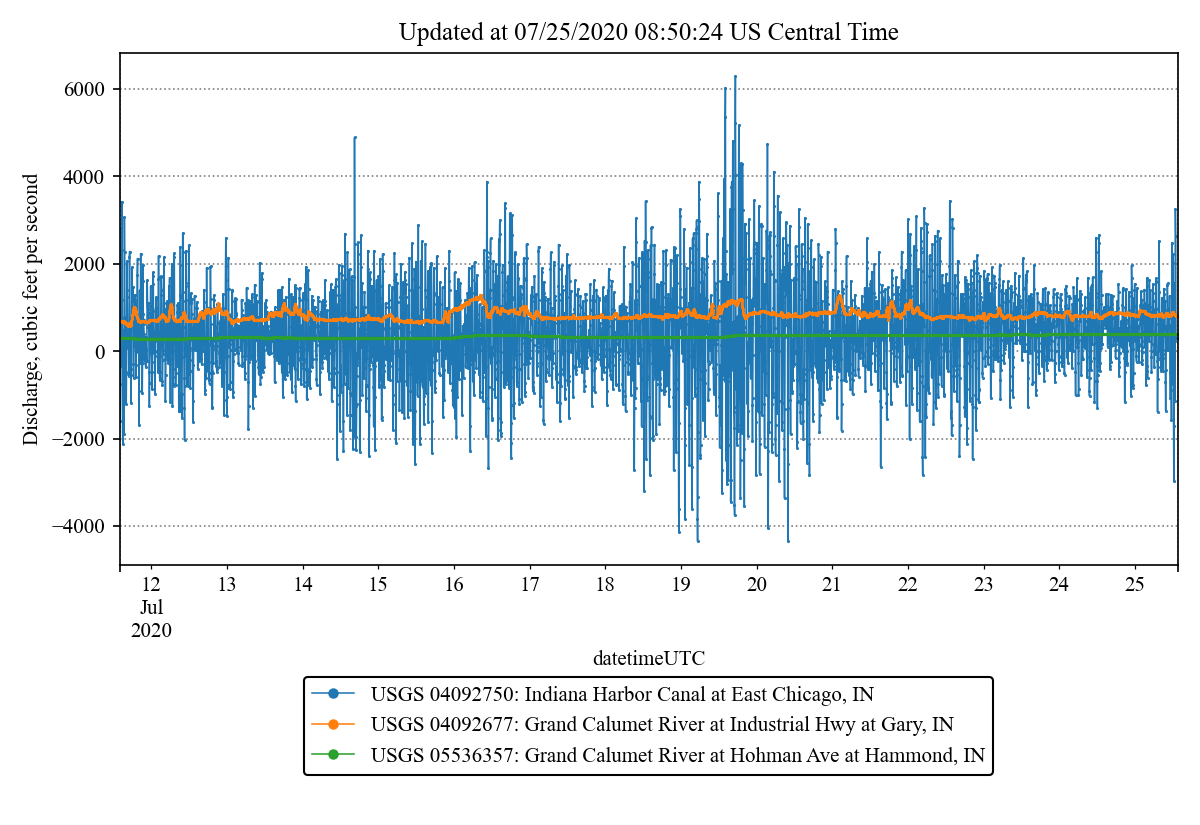 Updated at 07/25/2020 08:50:24 US Central Time
Discharge, cubic feet per second
6000
4000
2000
0
−2000
−4000
12 13 14 15 16 17 18 19 20 21 22 23 24 25
Jul
2020
datetimeUTC
USGS 04092750: Indiana Harbor Canal at East Chicago, IN
USGS 04092677: Grand Calumet River at Industrial Hwy at Gary, IN
USGS 05536357: Grand Calumet River at Hohman Ave at Hammond, IN